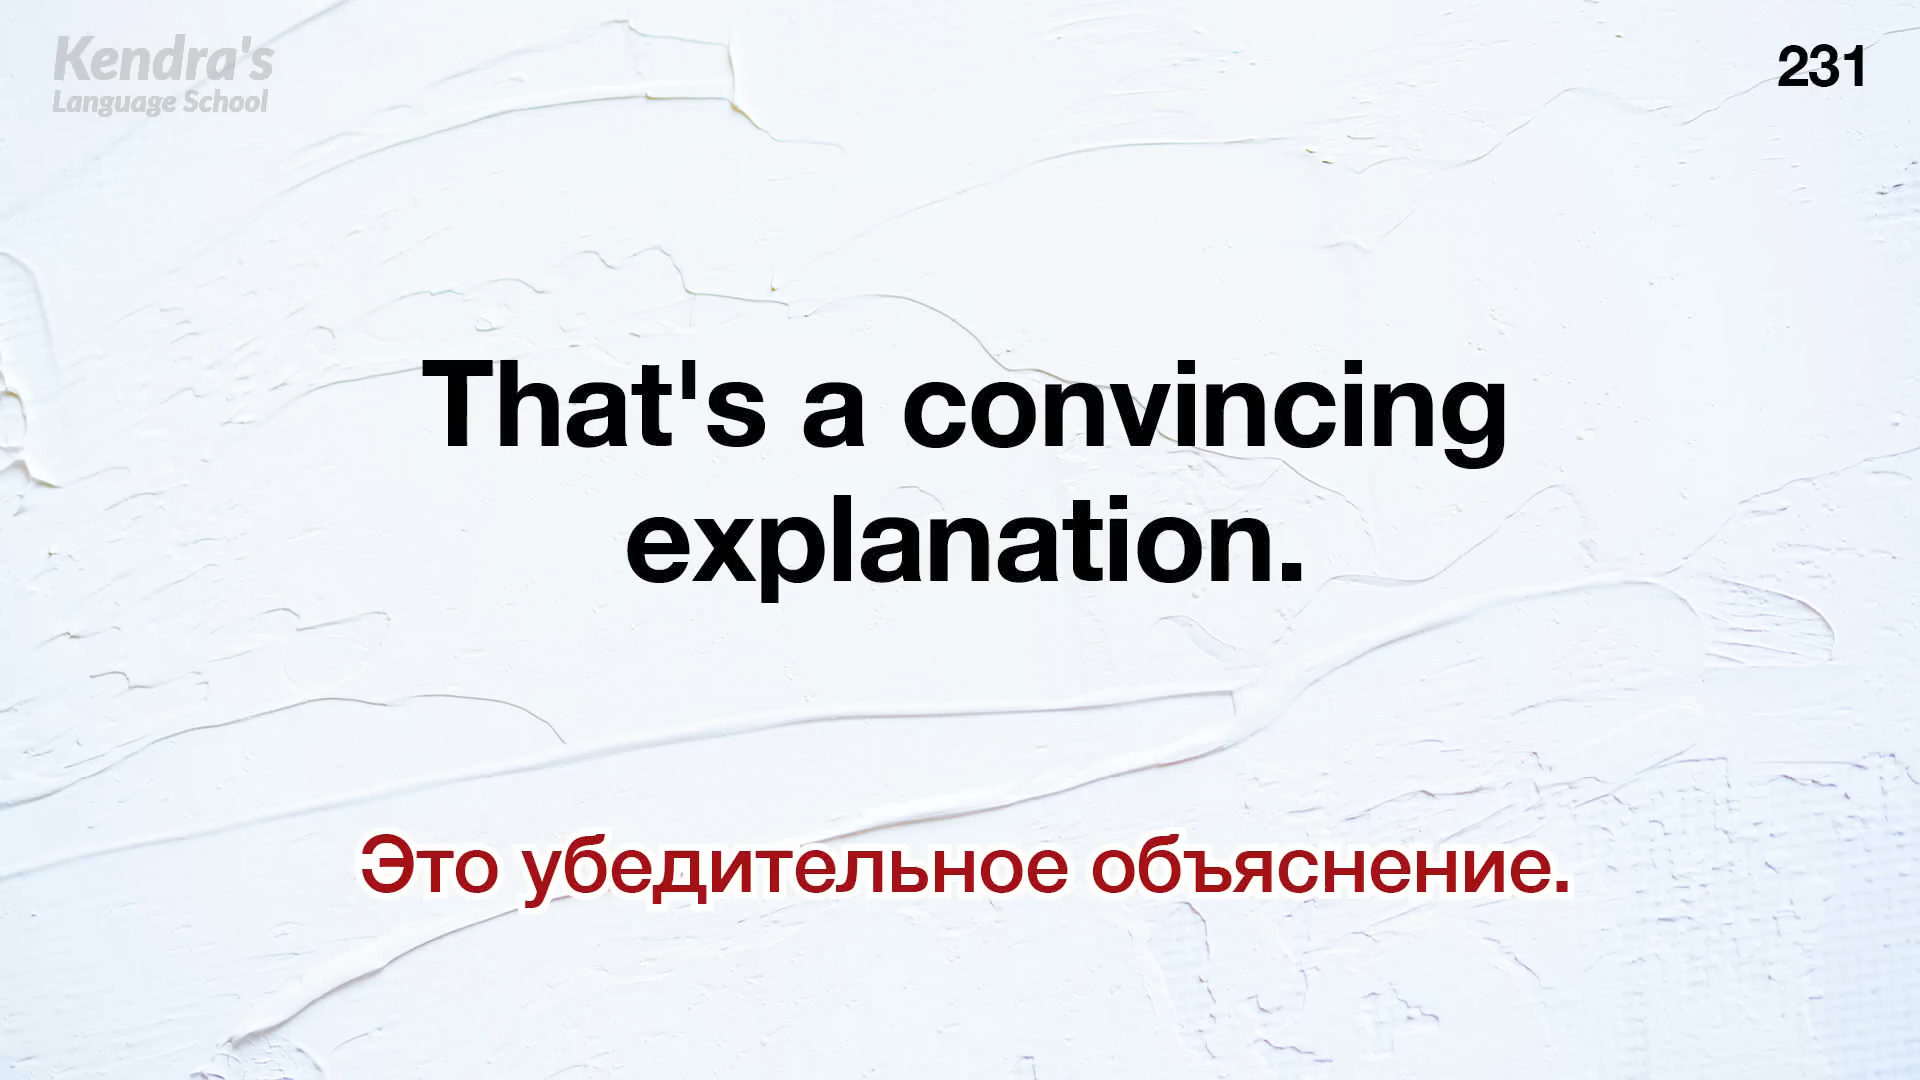 Kendra's
Language School
231
That's a convincing
explanation.
Это убедительное объяснение.